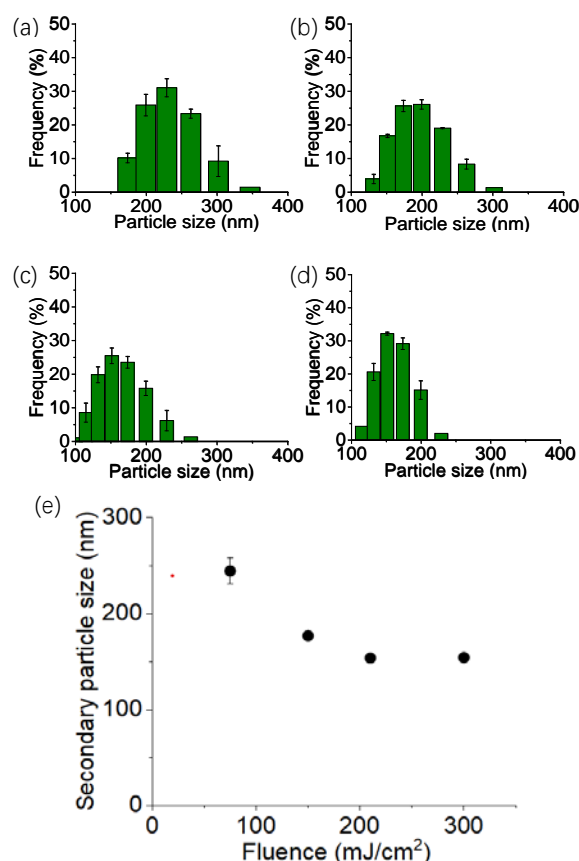 (a)
50
40
30
20
10
0
Frequency (%)
100 200 300 400
Particle size (nm)
(b)
50
40
30
20
10
0
Frequency (%)
100 200 300 400
Particle size (nm)
(c)
50
40
30
20
10
0
Frequency (%)
100 200 300 400
Particle size (nm)
(d)
50
40
30
20
10
0
Frequency (%)
100 200 300 400
Particle size (nm)
(e)
300
200
100
0
Secondary particle size (nm)
0 100 200 300
Fluence (mJ/cm²)